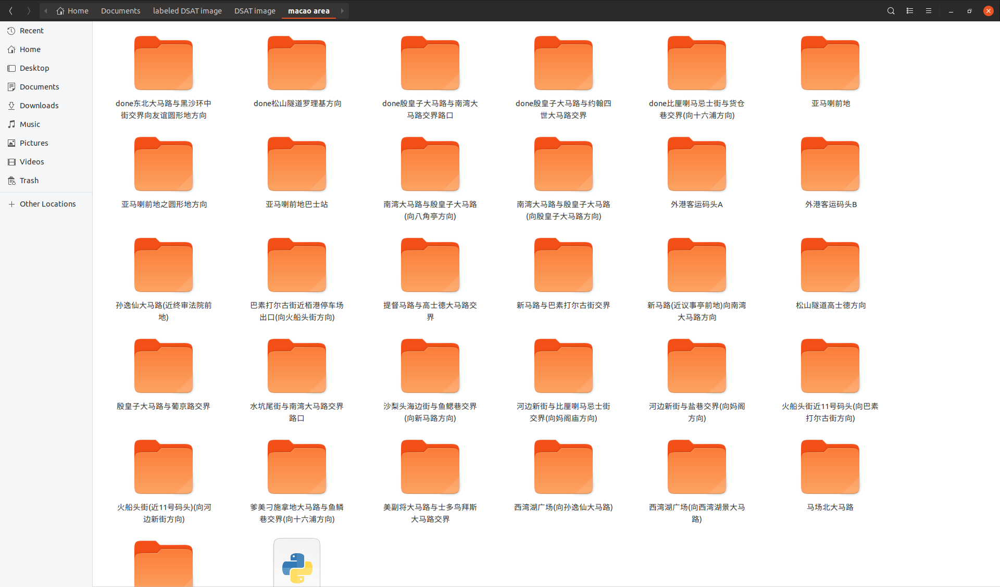 Home Documents labeled DSAT image DSAT image macao area
Recent
Home
Desktop
Documents
Downloads
Music
Pictures
Videos
Trash
Other Locations
done东北大马路与黑沙环中
街交界向友谊圆形地方向
done松山隧道罗理基方向
done殷皇子大马路与南湾大
马路交界路口
done殷皇子大马路与约翰四
世大马路交界
done比厘喇马忌士街与货仓
巷交界(向十六浦方向)
亚马喇前地
亚马喇前地之圆形地方向
亚马喇前地巴士站
南湾大马路与殷皇子大马路
(向八角亭方向)
南湾大马路与殷皇子大马路
(向殷皇子大马路方向)
外港客运码头A
外港客运码头B
孙逸仙大马路(近终审法院前
地)
巴素打尔古街近栢港停车场
出口(向火船头街方向)
提督马路与高士德大马路交
界
新马路与巴素打尔古街交界
新马路(近议事亭前地)向南湾
大马路方向
松山隧道高士德方向
殷皇子大马路与葡京路交界
水坑尾街与南湾大马路交界
路口
沙梨头海边街与鱼鳃巷交界
(向新马路方向)
河边新街与比厘喇马忌士街
交界(向妈阁庙方向)
河边新街与盐巷交界(向妈阁
方向)
火船头街近11号码头(向巴素
打尔古街方向)
火船头街(近11号码头)(向河
边新街方向)
爹美刁施拿地大马路与鱼鳞
巷交界(向十六浦方向)
美副将大马路与士多鸟拜斯
大马路交界
西湾湖广场(向孙逸仙大马路)
西湾湖广场(向西湾湖景大马
路)
马场北大马路